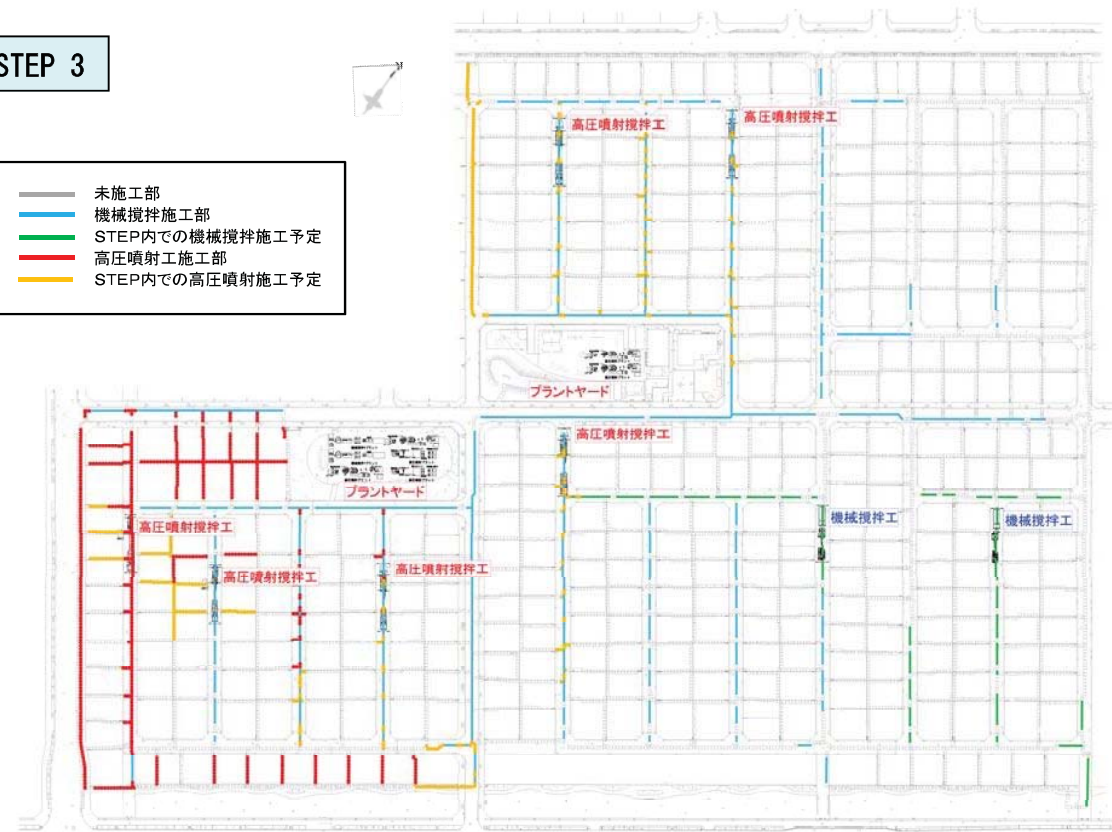 STEP 3
未施工部
機械撹拌施工部
STEP内での機械撹拌施工予定
高圧噴射工施工部
STEP内での高圧噴射施工予定
高圧噴射撹拌工
高圧噴射撹拌工
プラントヤード
高圧噴射撹拌工
プラントヤード
高圧噴射撹拌工
高圧噴射撹拌工
高圧噴射撹拌工
機械撹拌工
機械撹拌工